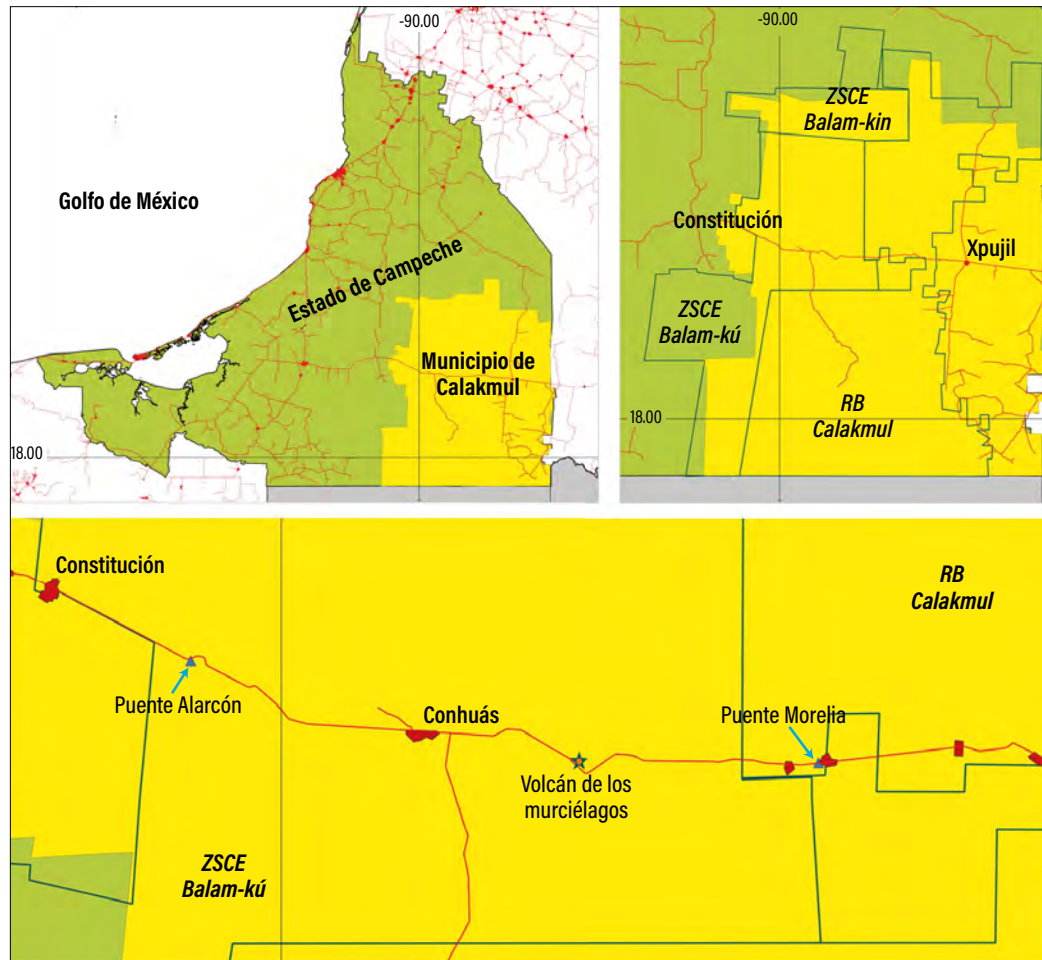 -90.00
Golfo de México
Estado de Campeche
Municipio de
Calakmul
18.00
-90.00
ZSCE
Balam-kin
Constitución
Xpujil
ZSCE
Balam-kú
18.00
RB
Calakmul
Constitución
RB
Calakmul
Puente Alarcón
Conhuás
Puente Morelia
Volcán de los
murciélagos
ZSCE
Balam-kú